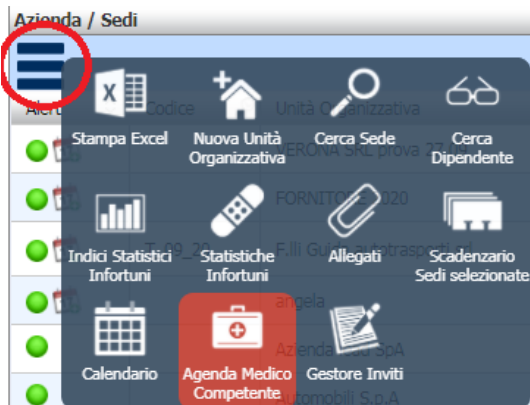 Azienda / Sedi
Codice
Unità Organizzativa
Stampa Excel
Nuova Unità
Organizzativa
Cerca Sede
Cerca
Dipendente
VERONA SRL prova 27.09
FORNITORE 2020
Indici Statistici
Infortuni
Statistiche
Infortuni
Allegati
Scadenzario
Sedi selezionate
F.lli Guida autotrasporti srl
angela
Calendario
Agenda Medico
Competente
Gestore Inviti
Automobili S.p.A